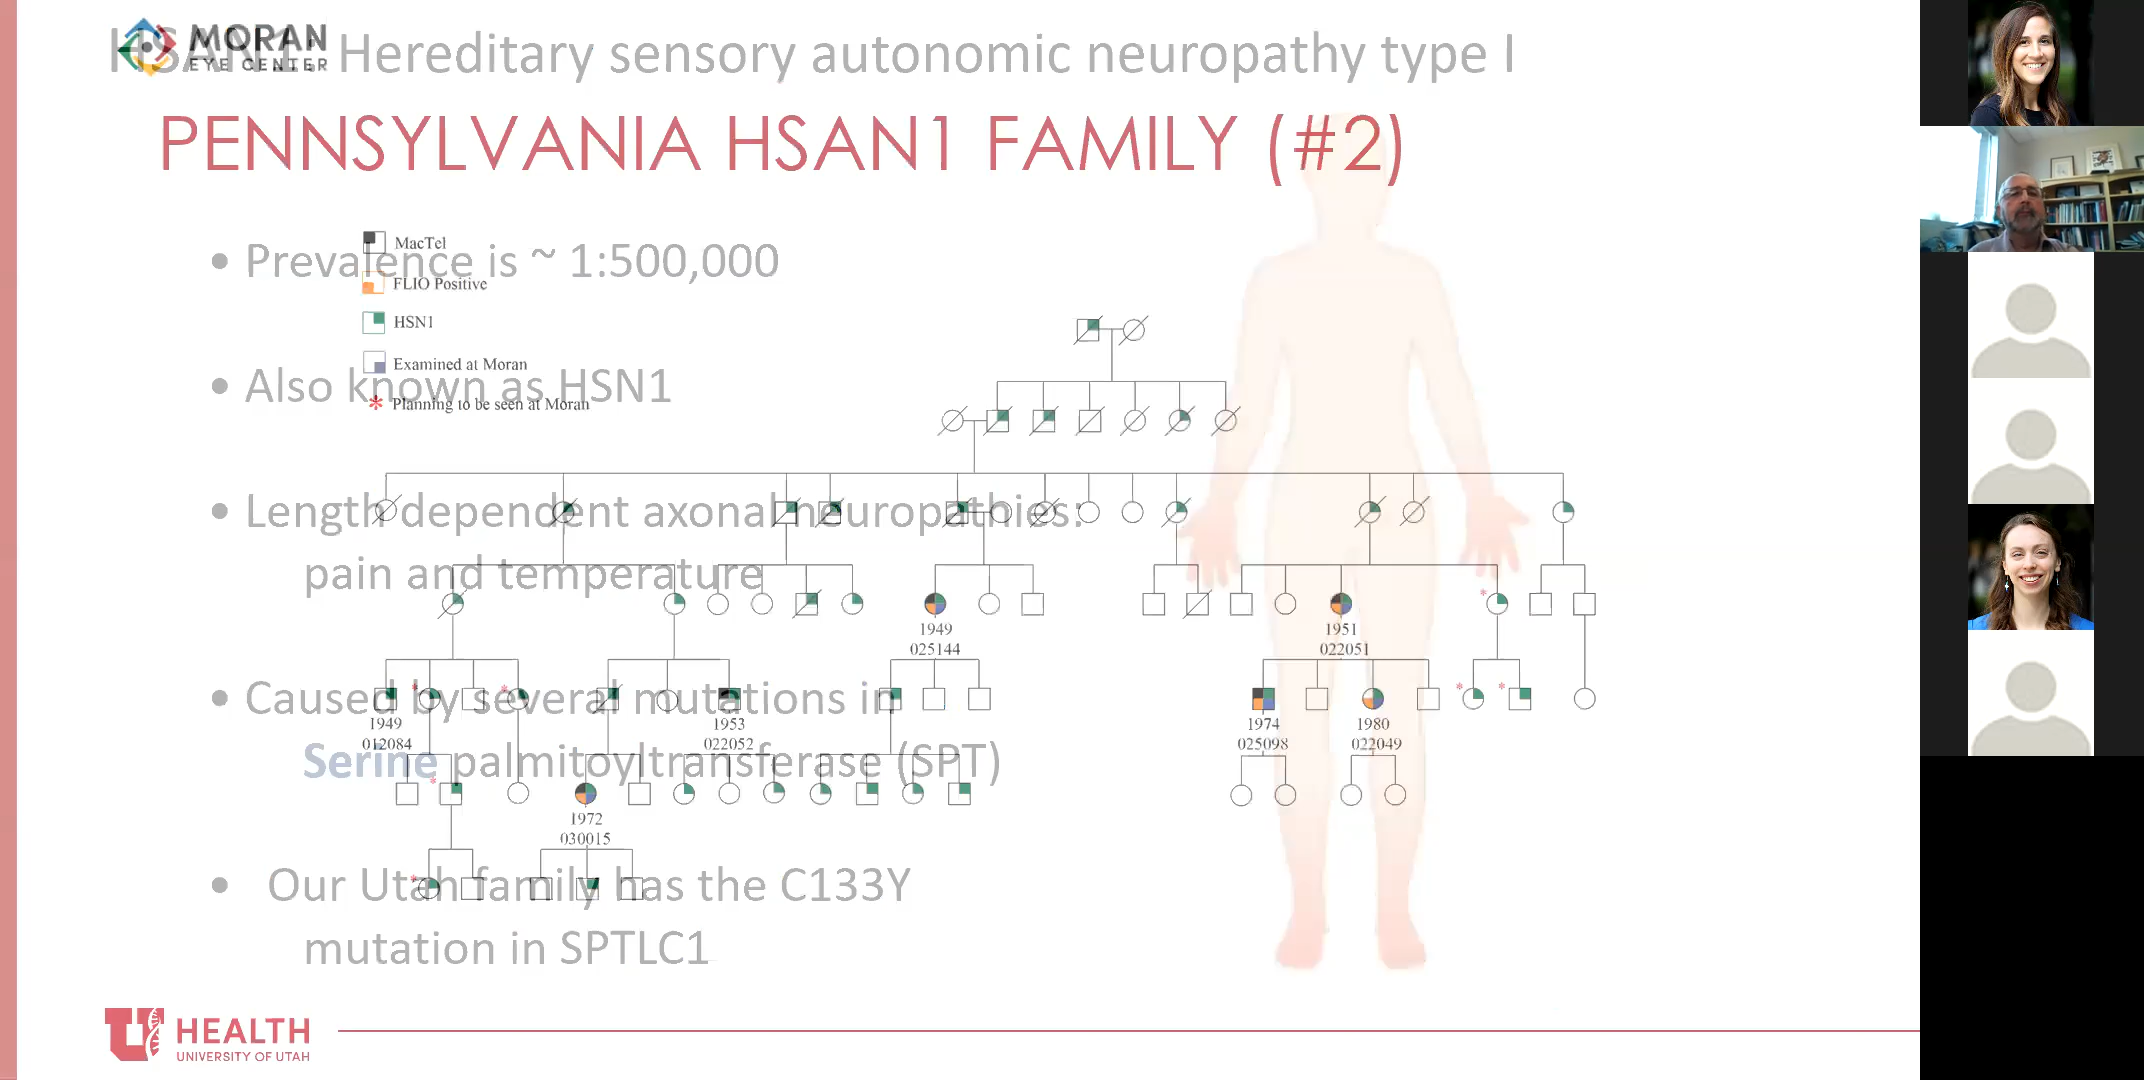 HSAN1: Hereditary sensory autonomic neuropathy type I
MORAN
EYE CENTER
PENNSYLVANIA HSAN1 FAMILY (#2)
• Prevalence is ~ 1:500,000
MacTel
FLIO Positive
HSN1
Examined at Moran
* Planning to be seen at Moran
• Also known as HSN1
• Length dependent axonal neuropathies:
pain and temperature
1949
025144
1951
022051
• Caused by several mutations in
Serine palmitoyltransferase (SPT)
1949
012084
1953
022052
1974
025098
1980
022049
1972
030015
• Our Utah family has the C133Y
mutation in SPTLC1
U HEALTH
UNIVERSITY OF UTAH